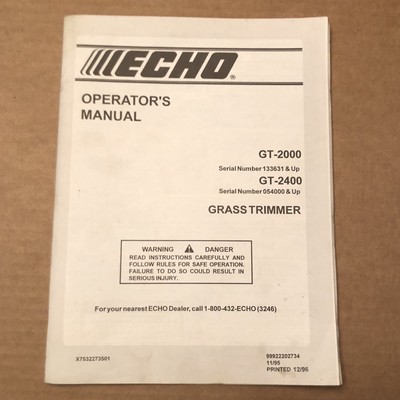 ECHO®
OPERATOR'S
MANUAL
GT-2000
Serial Number 133631 & Up
GT-2400
Serial Number 054000 & Up
GRASS TRIMMER
WARNING DANGER
READ INSTRUCTIONS CAREFULLY AND
FOLLOW RULES FOR SAFE OPERATION.
FAILURE TO DO SO COULD RESULT IN
SERIOUS INJURY.
For your nearest ECHO Dealer, call 1-800-432-ECHO (3246)
X7532273501
99922202734
11/95
PRINTED 12/96